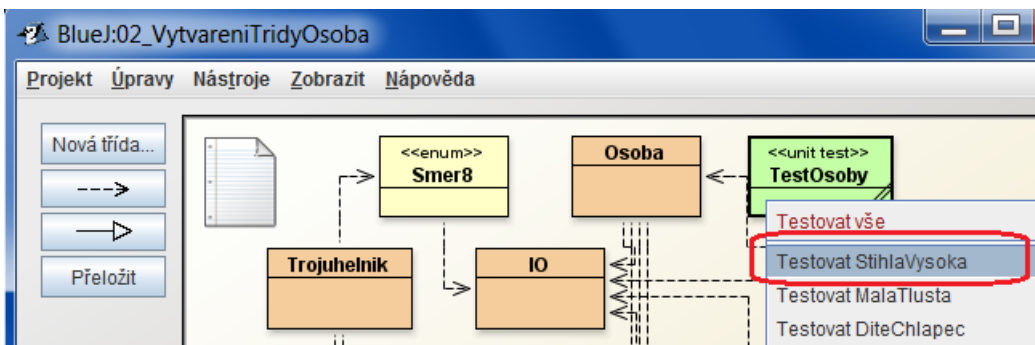 BlueJ:02_VytvareniTridyOsoba
Projekt Úpravy Nástroje Zobrazit Nápověda
Nová třída...
Přeložit
<<enum>>
Smer8
Osoba
<<unit test>>
TestOsoby
Trojuhelnik
IO
Testovat vše
Testovat StihlaVysoka
Testovat MalaTlusta
Testovat DiteChlapec